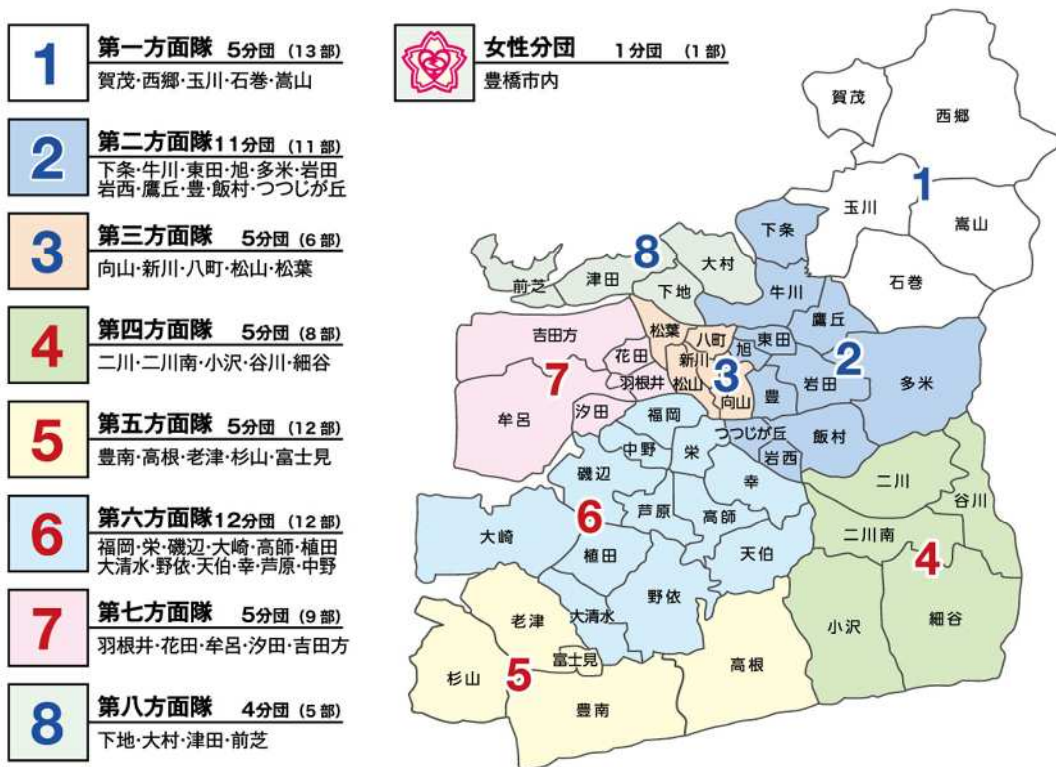 1
第一方面隊 5分団 (13部)
賀茂・西郷・玉川・石巻・嵩山
2
第二方面隊 11分団 (11部)
下条・牛川・東田・旭・多米・岩田
岩西・鷹丘・豊・飯村・つつじが丘
3
第三方面隊 5分団 (6部)
向山・新川・八町・松山・松葉
4
第四方面隊 5分団 (8部)
二川・二川南・小沢・谷川・細谷
5
第五方面隊 5分団 (12部)
豊南・高根・老津・杉山・富士見
6
第六方面隊 12分団 (12部)
福岡・栄・磯辺・大崎・高師・植田
大清水・野依・天伯・幸・芦原・中野
7
第七方面隊 5分団 (9部)
羽根井・花田・牟呂・汐田・吉田方
8
第八方面隊 4分団 (5部)
下地・大村・津田・前芝
女性分団 1分団 (1部)
豊橋市内
賀茂
西郷
1
玉川
嵩山
石巻
下条
8
大村
津田
前芝
下地
牛川
鷹丘
吉田方
松葉
八町
東田
旭
2
花田
新川
3
岩田
多米
7
羽根井
松山
向山
豊
牟呂
汐田
福岡
つつじが丘
飯村
中野
栄
岩西
磯辺
幸
二川
谷川
6
芦原
高師
大崎
植田
天伯
二川南
4
野依
大清水
老津
小沢
細谷
富士見
高根
杉山
5
豊南